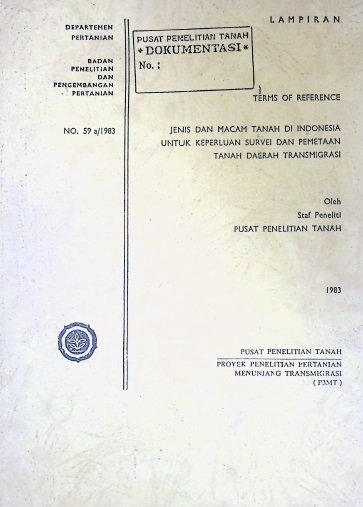 DEPARTEMEN
PERTANIAN
BADAN
PENELITIAN
DAN
PENGEMBANGAN
PERTANIAN
NO. 59 a/1983
LAMPIRAN
PUSAT PENELITIAN TANAH
* DOKUMENTASI *
No. :
TERMS OF REFERENCE
JENIS DAN MACAM TANAH DI INDONESIA
UNTUK KEPERLUAN SURVEI DAN PEMETAAN
TANAH DAERAH TRANSMIGRASI
Oleh
Staf Peneliti
PUSAT PENELITIAN TANAH
1983
PUSAT PENELITIAN TANAH
PROYEK PENELITIAN PERTANIAN
MENUNJANG TRANSMIGRASI
(P3MT)